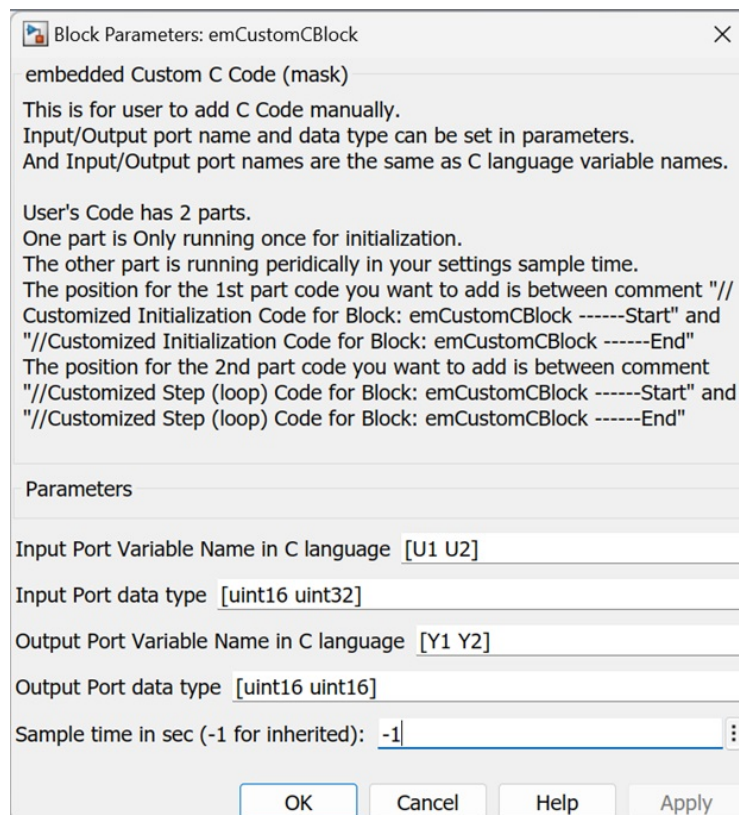 Block Parameters: emCustomCBlock
embedded Custom C Code (mask)
This is for user to add C Code manually.
Input/Output port name and data type can be set in parameters.
And Input/Output port names are the same as C language variable names.
User's Code has 2 parts.
One part is Only running once for initialization.
The other part is running peridically in your settings sample time.
The position for the 1st part code you want to add is between comment "//
Customized Initialization Code for Block: emCustomCBlock ------Start" and
"//Customized Initialization Code for Block: emCustomCBlock ------End"
The position for the 2nd part code you want to add is between comment
"//Customized Step (loop) Code for Block: emCustomCBlock ------Start" and
"//Customized Step (loop) Code for Block: emCustomCBlock ------End"
Parameters
Input Port Variable Name in C language [U1 U2]
Input Port data type [uint16 uint32]
Output Port Variable Name in C language [Y1 Y2]
Output Port data type [uint16 uint16]
Sample time in sec (-1 for inherited): -1
OK Cancel Help Apply